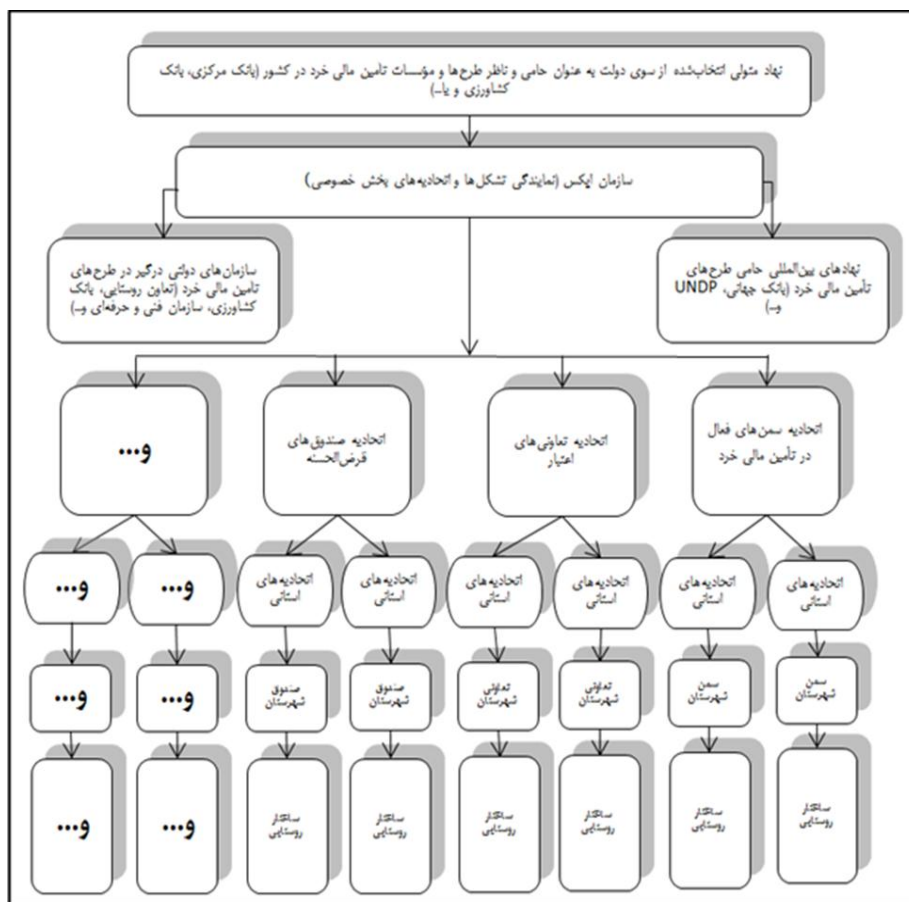 نهاد متولی انتخاب‌شده از سوی دولت به عنوان حامی و ناظر طرح‌ها و مؤسسات تأمین مالی خرد در کشور (بانک مرکزی، بانک
کشاورزی و یا...)
سازمان اپکس (نمایندگی تشکل‌ها و اتحادیه‌های بخش خصوصی)
نهادهای بین‌المللی حامی طرح‌های
تأمین مالی خرد (بانک جهانی، UNDP
و...)
سازمان‌های دولتی درگیر در طرح‌های
تأمین مالی خرد (تعاون روستایی، بانک
کشاورزی، سازمان فنی و حرفه‌ای و...)
اتحادیه سمن‌های فعال
در تأمین مالی خرد
اتحادیه تعاونی‌های
اعتبار
اتحادیه صندوق‌های
قرض‌الحسنه
و...
اتحادیه‌های
استانی
اتحادیه‌های
استانی
اتحادیه‌های
استانی
اتحادیه‌های
استانی
اتحادیه‌های
استانی
اتحادیه‌های
استانی
و...
و...
سمن
شهرستان
سمن
شهرستان
تعاونی
شهرستان
تعاونی
شهرستان
صندوق
شهرستان
صندوق
شهرستان
و...
و...
ساختار
روستایی
ساختار
روستایی
ساختار
روستایی
ساختار
روستایی
ساختار
روستایی
ساختار
روستایی
و...
و...